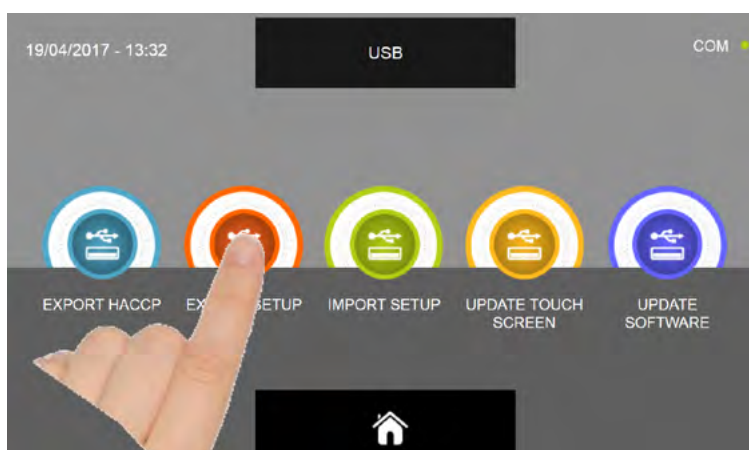 19/04/2017 - 13:32
USB
COM
EXPORT HACCP
SETUP
IMPORT SETUP
UPDATE TOUCH
SCREEN
UPDATE
SOFTWARE